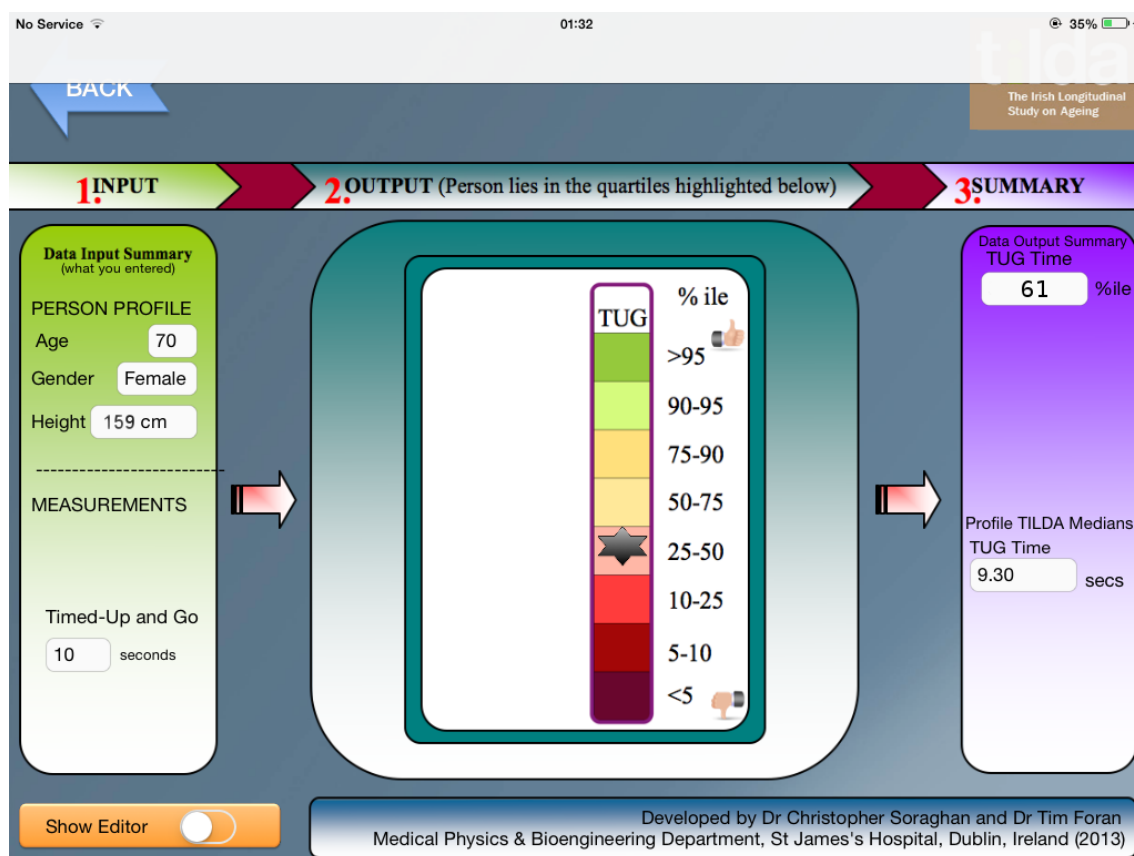 No Service
01:32
35%
BACK
tilda
The Irish Longitudinal
Study on Ageing
1. INPUT
2. OUTPUT (Person lies in the quartiles highlighted below)
3. SUMMARY
Data Input Summary
(what you entered)
PERSON PROFILE
Age 70
Gender Female
Height 159 cm
MEASUREMENTS
Timed-Up and Go
10 seconds
% ile
TUG
>95
90-95
75-90
50-75
25-50
10-25
5-10
<5
Data Output Summary
TUG Time
61 %ile
Profile TILDA Medians
TUG Time
9.30 secs
Show Editor
Developed by Dr Christopher Soraghan and Dr Tim Foran
Medical Physics & Bioengineering Department, St James's Hospital, Dublin, Ireland (2013)